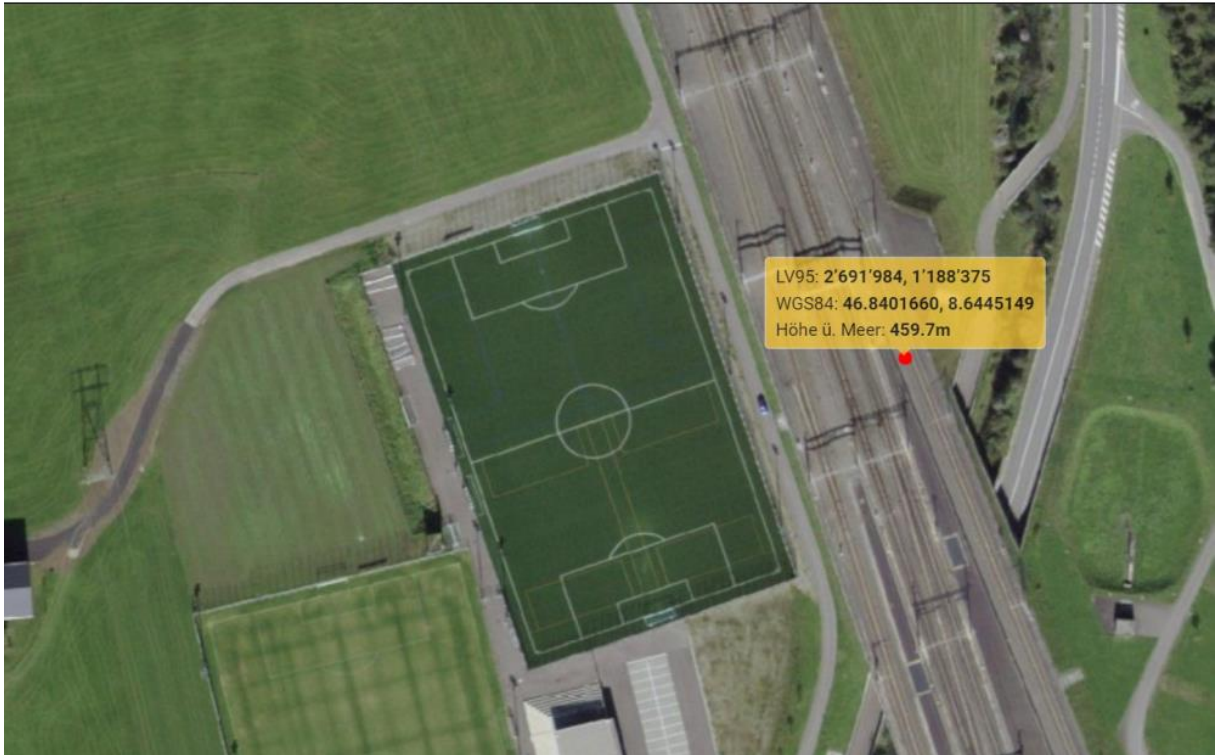 LV95: 2’691’984, 1’188’375
WGS84: 46.8401660, 8.6445149
Höhe ü. Meer: 459.7m